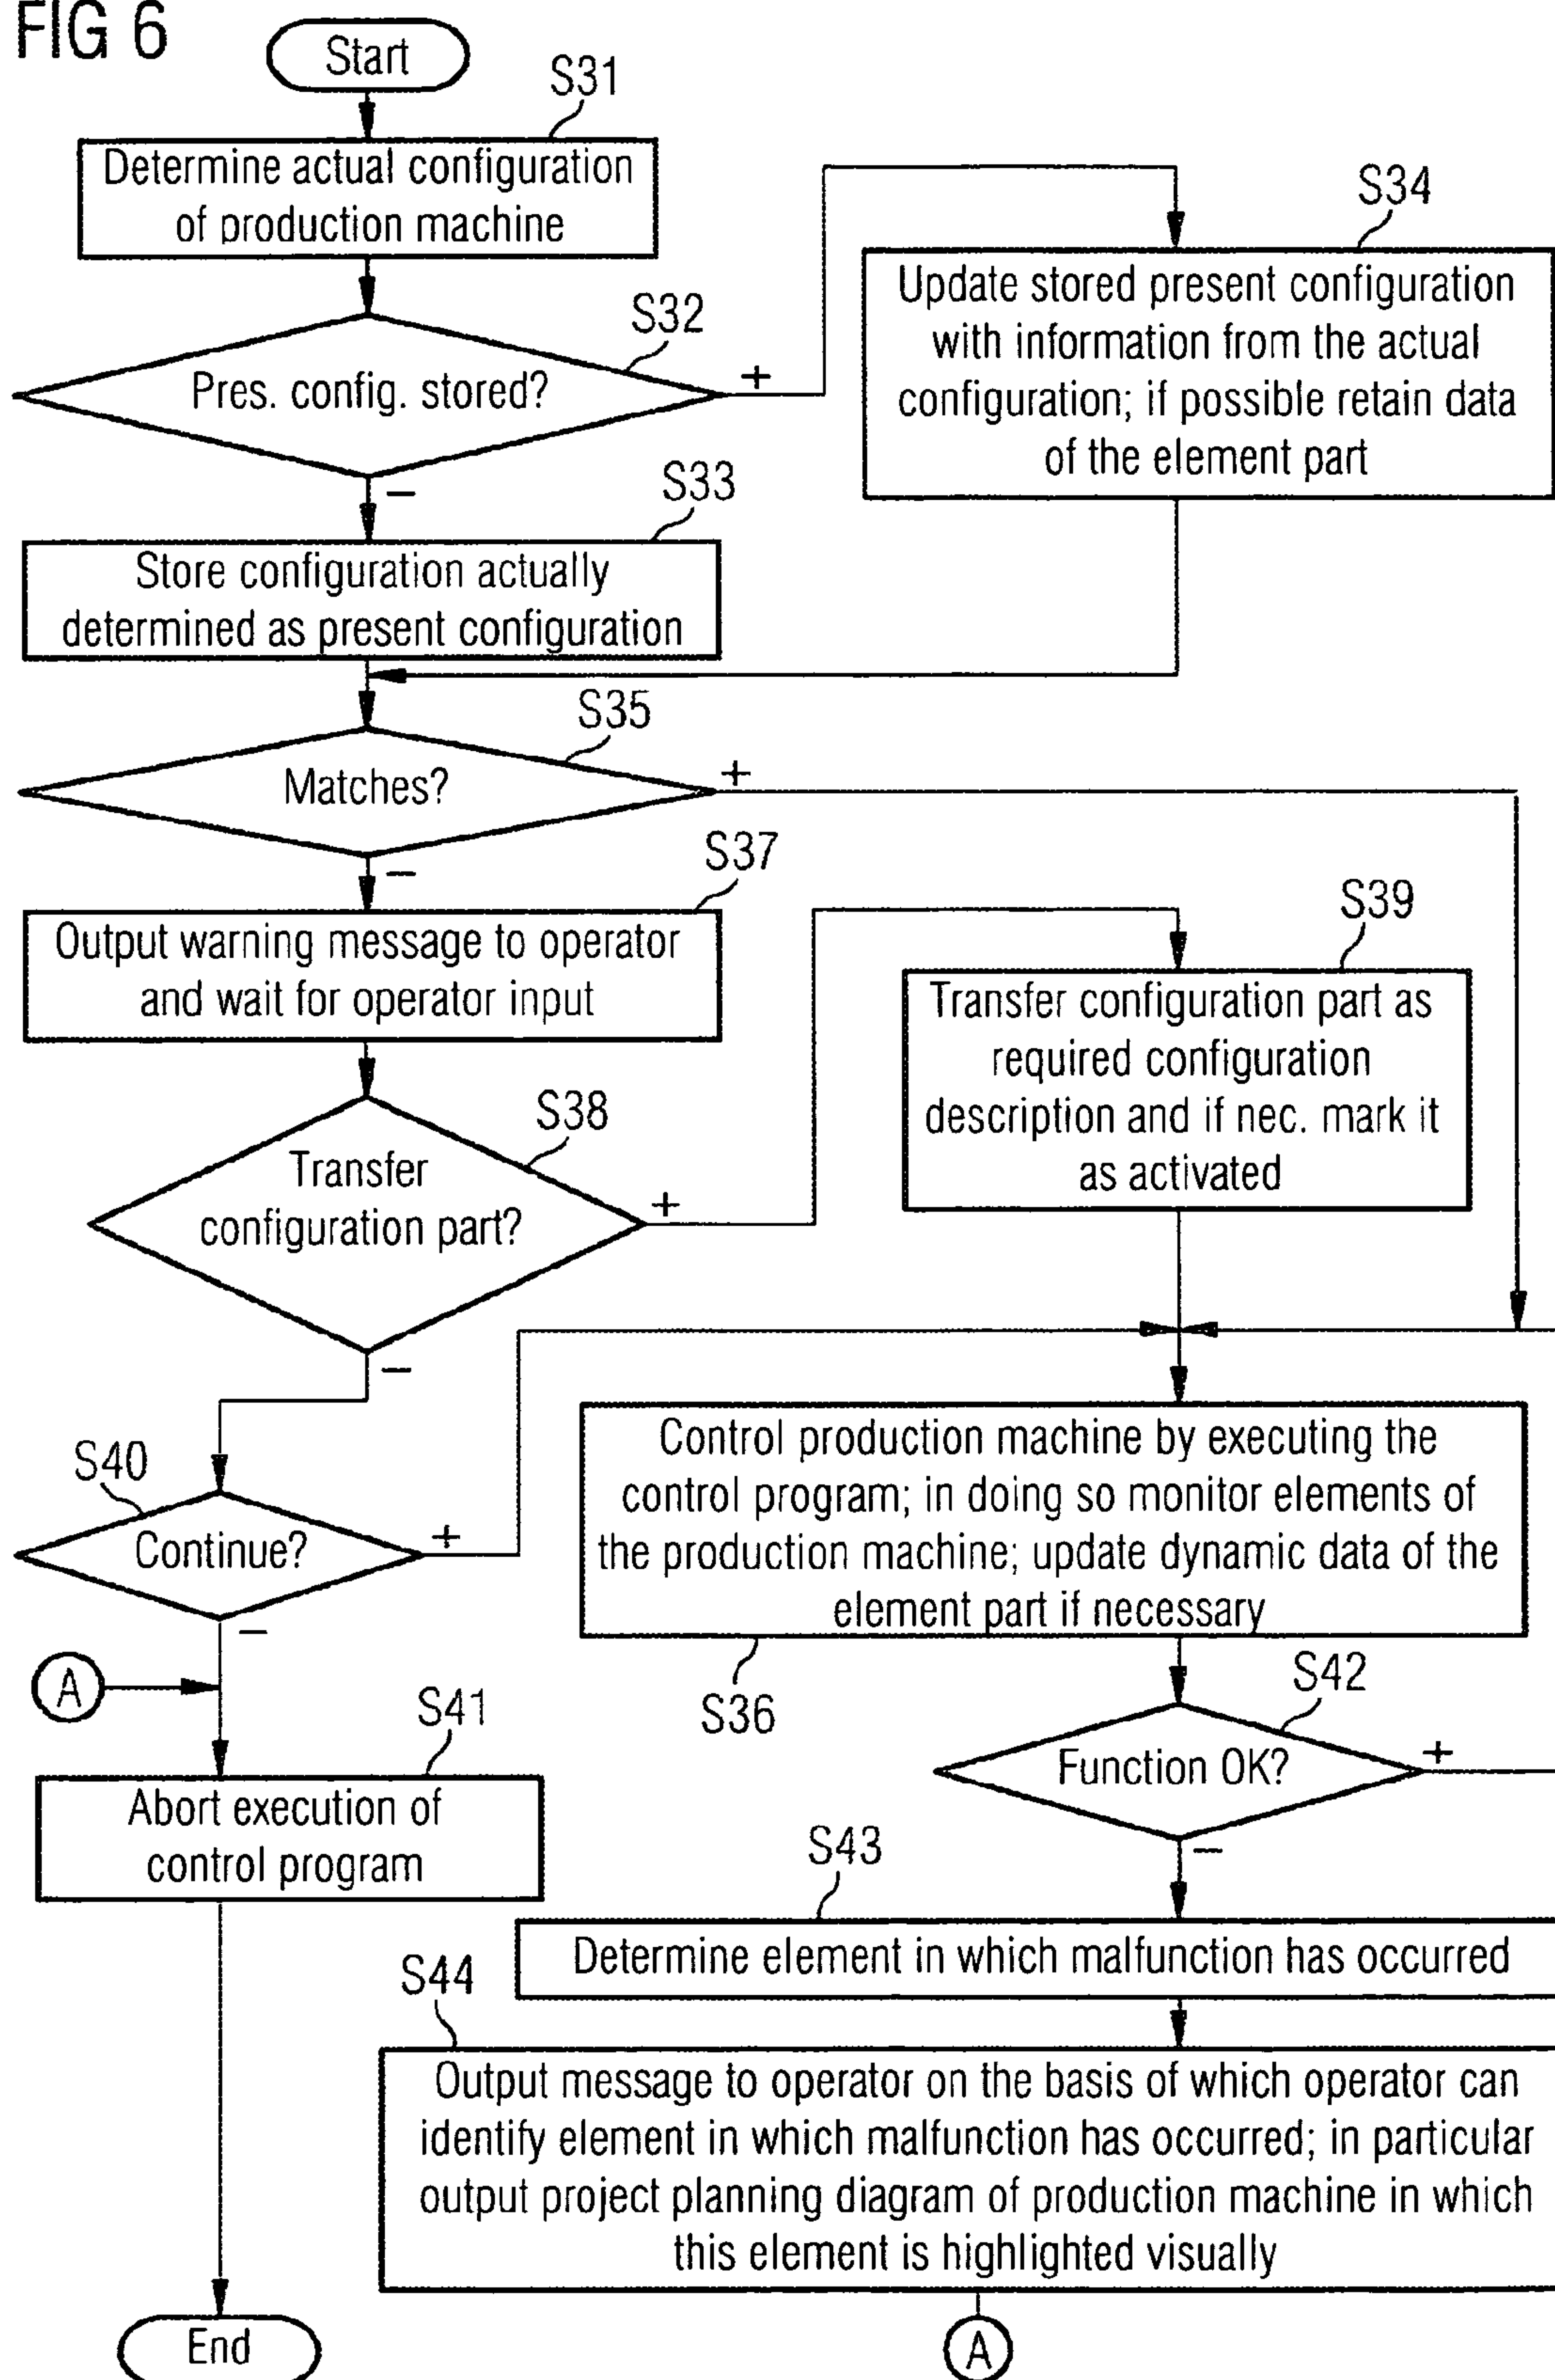 FIG 6
Start
S31
Determine actual configuration
of production machine
S32
Pres. config. stored?
+
–
S34
Update stored present configuration
with information from the actual
configuration; if possible retain data
of the element part
S33
Store configuration actually
determined as present configuration
S35
Matches?
+
–
S37
Output warning message to operator
and wait for operator input
S38
Transfer
configuration part?
+
–
S39
Transfer configuration part as
required configuration
description and if nec. mark it
as activated
S40
Continue?
+
–
Control production machine by executing the
control program; in doing so monitor elements of
the production machine; update dynamic data of the
element part if necessary
S36
A
S41
Abort execution of
control program
S42
Function OK?
+
–
S43
Determine element in which malfunction has occurred
S44
Output message to operator on the basis of which operator can
identify element in which malfunction has occurred; in particular
output project planning diagram of production machine in which
this element is highlighted visually
End
A